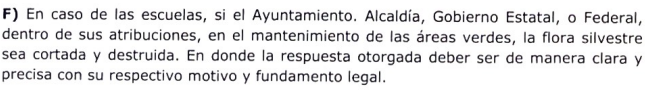 F) En caso de las escuelas, si el Ayuntamiento. Alcaldía, Gobierno Estatal, o Federal,
dentro de sus atribuciones, en el mantenimiento de las áreas verdes, la flora silvestre
sea cortada y destruida. En donde la respuesta otorgada deber ser de manera clara y
precisa con su respectivo motivo y fundamento legal.